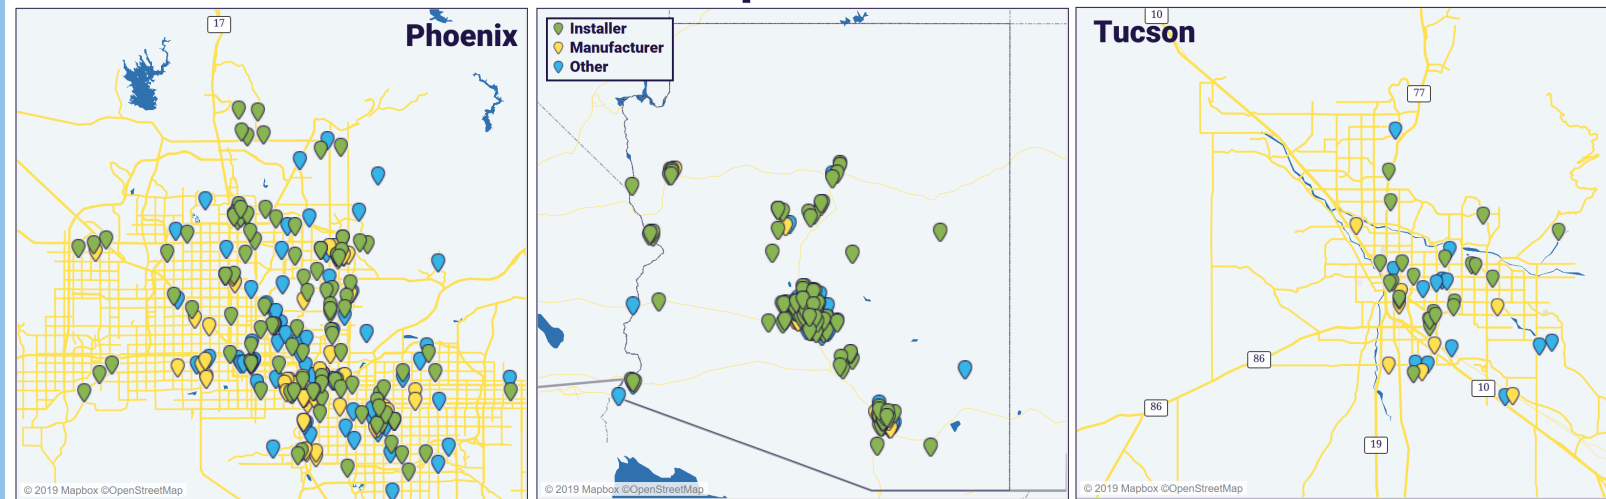 17
Phoenix
© 2019 Mapbox ©OpenStreetMap
Installer
Manufacturer
Other
© 2019 Mapbox ©OpenStreetMap
10
Tucson
77
86
10
86
19
© 2019 Mapbox ©OpenStreetMap